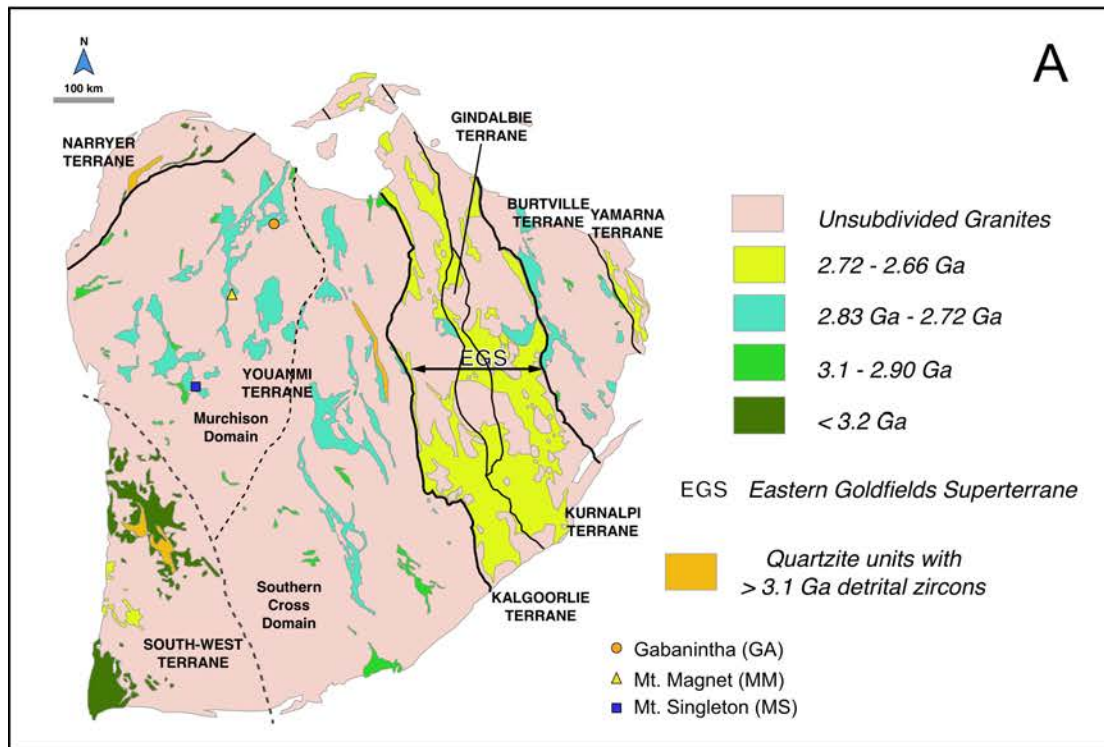 A
N
100 km
NARRYER
TERRANE
GINDALBIE
TERRANE
BURTVILLE
TERRANE
YAMARNA
TERRANE
EGS
YOUANMI
TERRANE
Murchison
Domain
KURNALPI
TERRANE
KALGOORLIE
TERRANE
Southern
Cross
Domain
SOUTH-WEST
TERRANE
Unsubdivided Granites
2.72 - 2.66 Ga
2.83 Ga - 2.72 Ga
3.1 - 2.90 Ga
< 3.2 Ga
EGS Eastern Goldfields Superterrane
Quartzite units with
> 3.1 Ga detrital zircons
Gabanintha (GA)
Mt. Magnet (MM)
Mt. Singleton (MS)